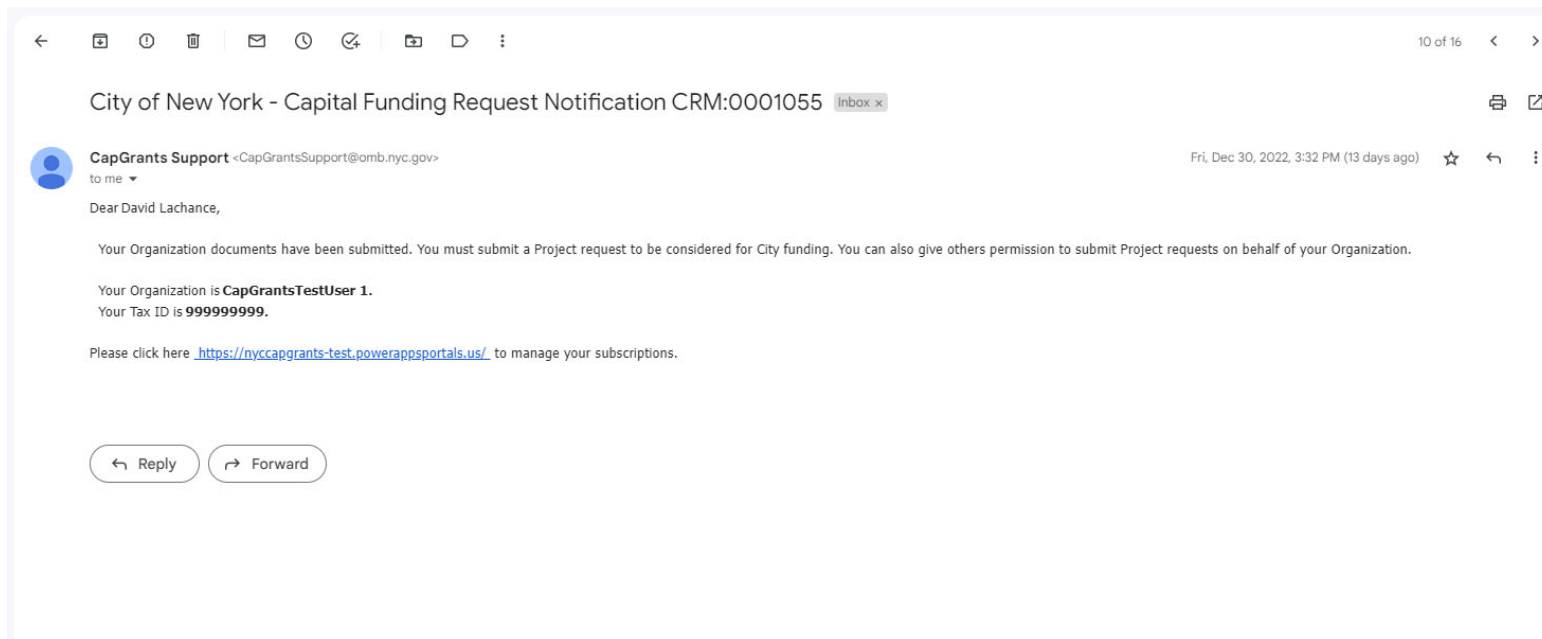 10 of 16
City of New York - Capital Funding Request Notification CRM:0001055 Inbox ×
CapGrants Support <CapGrantsSupport@omb.nyc.gov> Fri, Dec 30, 2022, 3:32 PM (13 days ago)
to me
Dear David Lachance,
Your Organization documents have been submitted. You must submit a Project request to be considered for City funding. You can also give others permission to submit Project requests on behalf of your Organization.
Your Organization is CapGrantsTestUser 1.
Your Tax ID is 999999999.
Please click here https://nyccapgrants-test.powerappsportals.us/ to manage your subscriptions.
Reply Forward